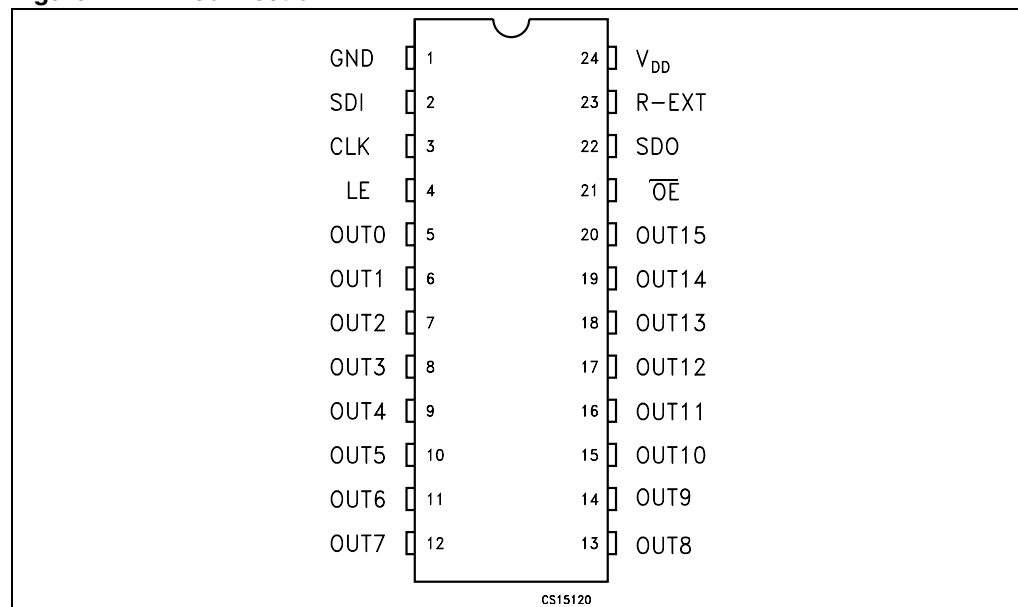 GND 1 24 VDD
SDI 2 23 R-EXT
CLK 3 22 SDO
LE 4 21 O̅E̅
OUT0 5 20 OUT15
OUT1 6 19 OUT14
OUT2 7 18 OUT13
OUT3 8 17 OUT12
OUT4 9 16 OUT11
OUT5 10 15 OUT10
OUT6 11 14 OUT9
OUT7 12 13 OUT8
CS15120